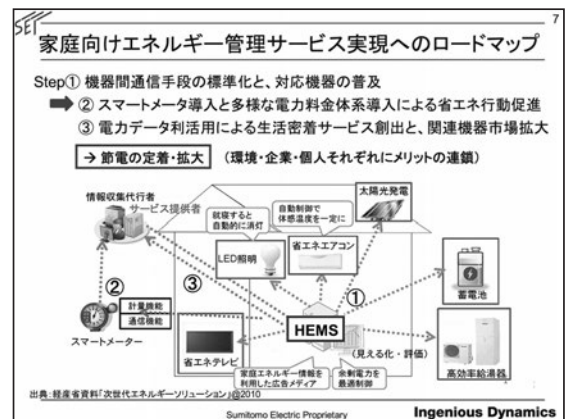 SEI
7
家庭向けエネルギー管理サービス実現へのロードマップ
Step① 機器間通信手段の標準化と、対応機器の普及
② スマートメータ導入と多様な電力料金体系導入による省エネ行動促進
③ 電力データ利活用による生活密着サービス創出と、関連機器市場拡大
→ 節電の定着・拡大 (環境・企業・個人それぞれにメリットの連鎖)
情報収集代行者
サービス提供者
就寝すると
自動的に消灯
自動制御で
体感温度を一定に
太陽光発電
LED照明
省エネエアコン
②
③
①
計量機能
通信機能
スマートメーター
省エネテレビ
HEMS
(見える化・評価)
蓄電池
高効率給湯器
家庭エネルギー情報を
利用した広告メディア
余剰電力を
最適制御
出典:経産省資料「次世代エネルギーソリューション」@2010
Sumitomo Electric Proprietary
Ingenious Dynamics